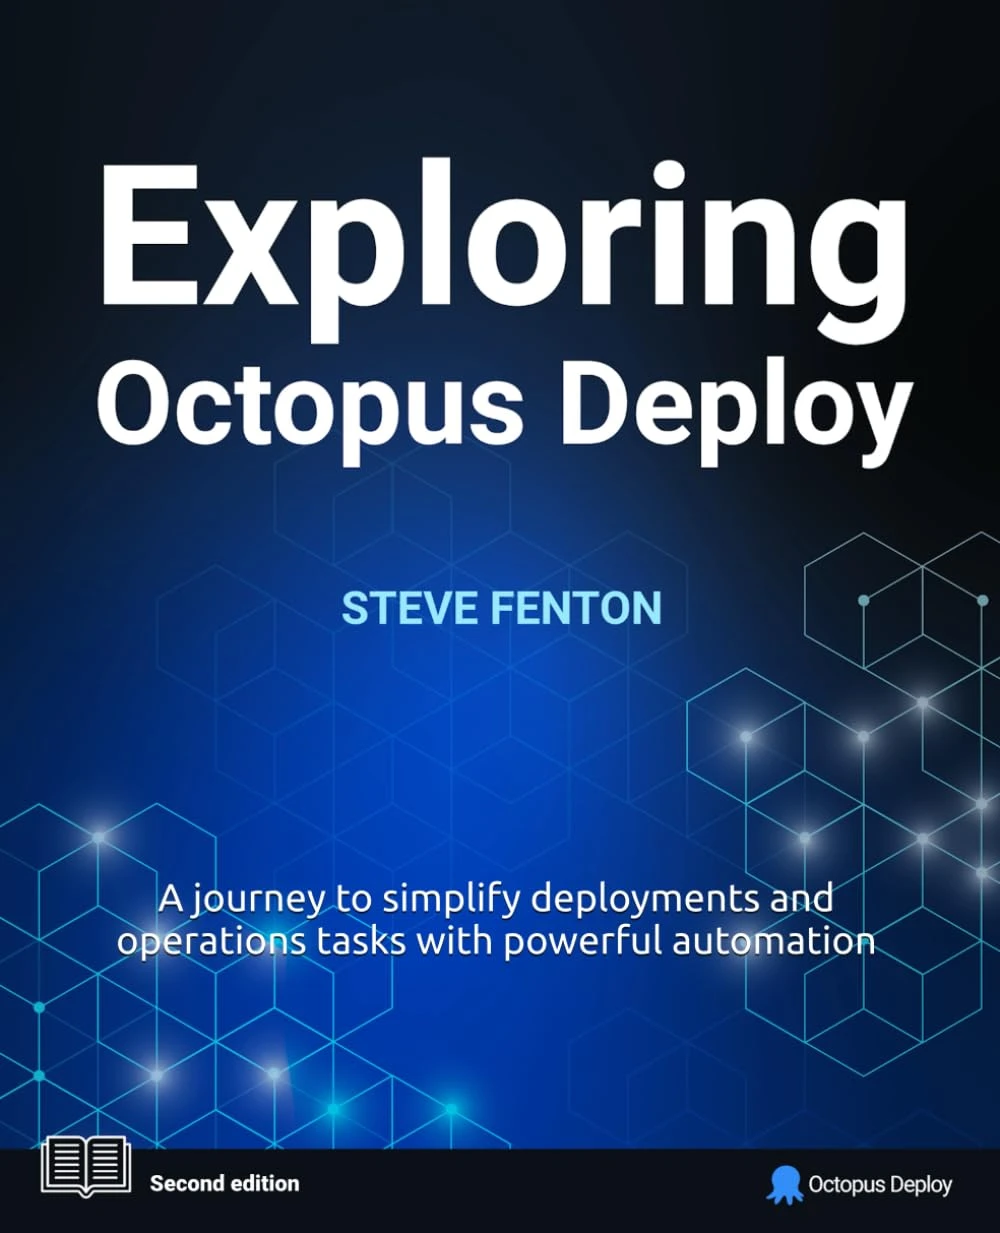 Exploring
Octopus Deploy
STEVE FENTON
A journey to simplify deployments and
operations tasks with powerful automation
Second edition
Octopus Deploy